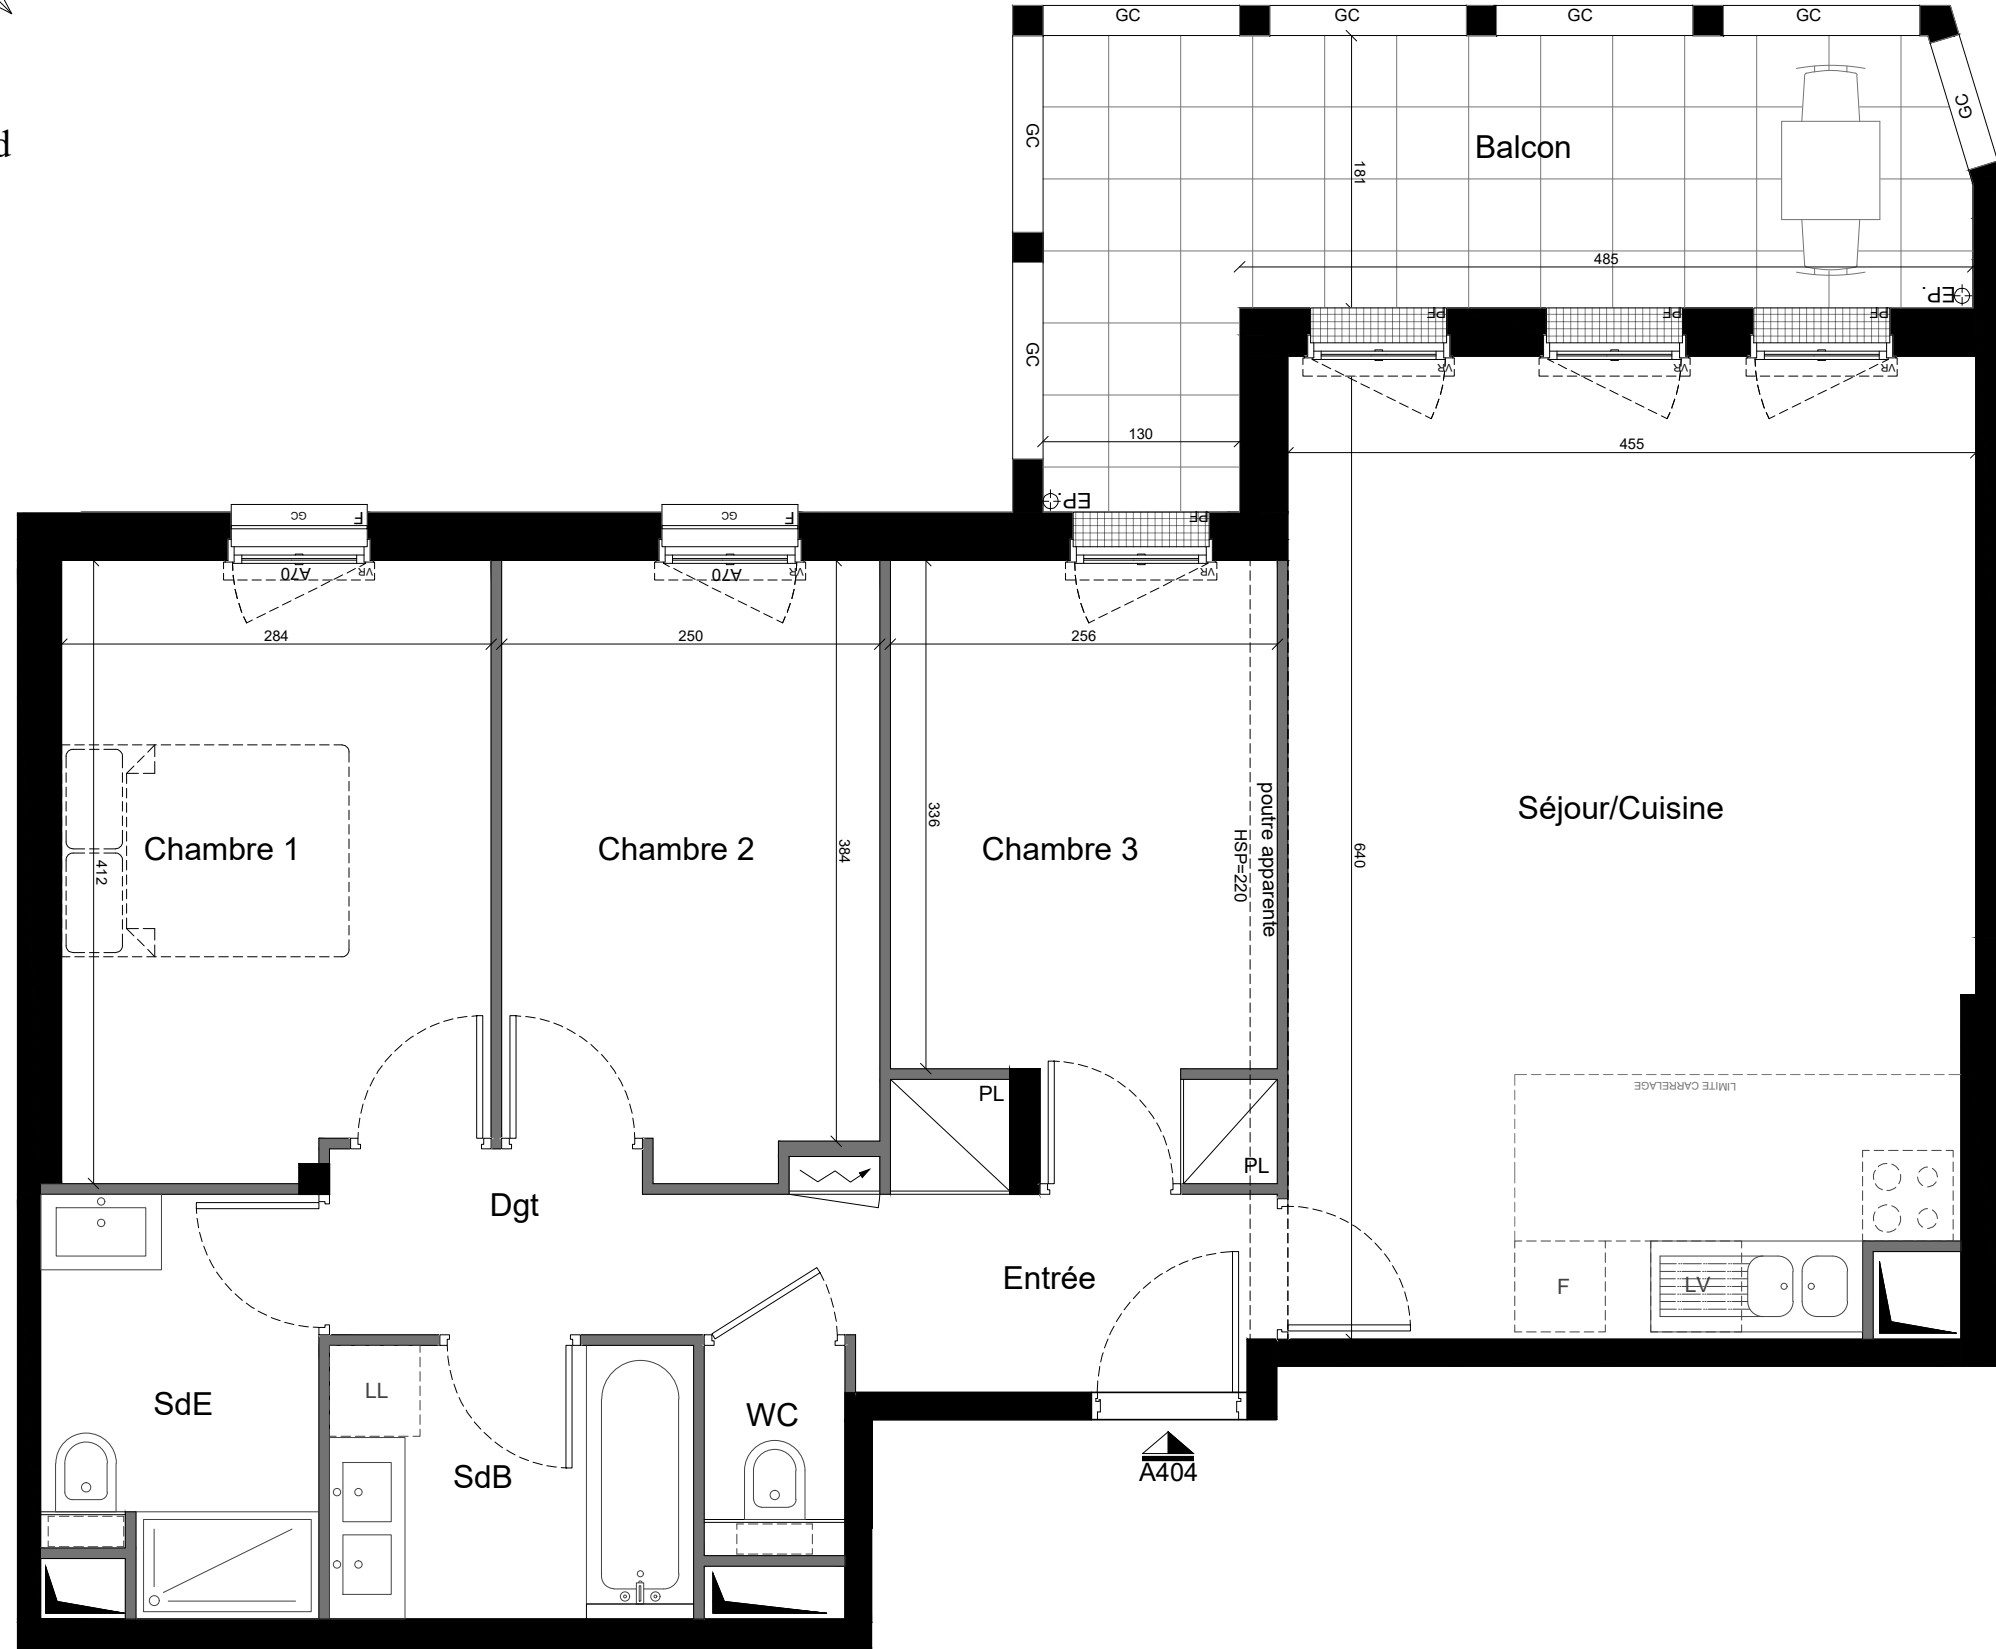 GC
GC
GC
GC
GC
d
GC
Balcon
181
485
EP.
PF
PF
PF
GC
VR
VR
VR
130
455
EP.
PF
GC
F
GC
F
A70
VR
A70
VR
VR
284
250
256
poutre apparente
HSP=220
336
Séjour/Cuisine
Chambre 1
Chambre 2
Chambre 3
384
640
412
LIMITE CARRELAGE
PL
PL
Dgt
Entrée
F
LV
LL
SdE
WC
SdB
A404